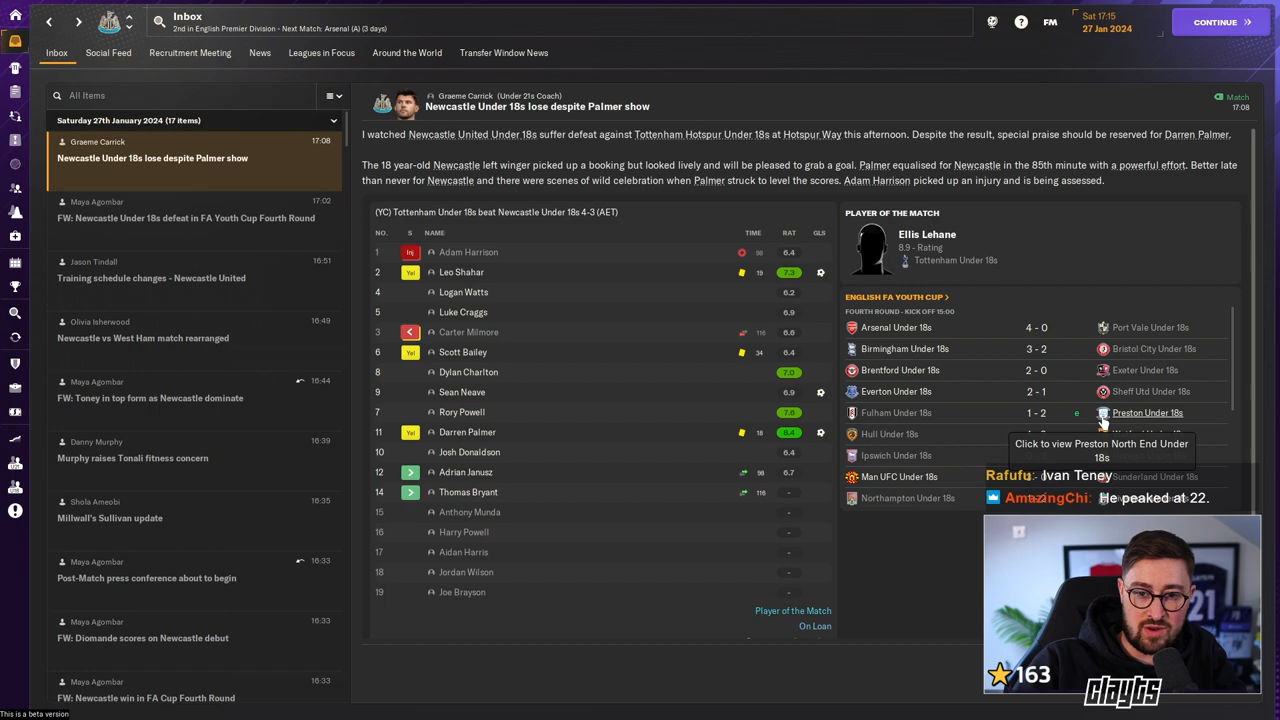 Inbox
2nd in English Premier Division - Next Match: Arsenal (A) (3 days)
FM
Sat 17:15
27 Jan 2024
CONTINUE
Inbox
Social Feed
Recruitment Meeting
News
Leagues in Focus
Around the World
Transfer Window News
All Items
Saturday 27th January 2024 (17 items)
Graeme Carrick 17:08
Newcastle Under 18s lose despite Palmer show
Maya Agombar 17:02
FW: Newcastle Under 18s defeat in FA Youth Cup Fourth Round
Jason Tindall 16:51
Training schedule changes - Newcastle United
Olivia Isherwood 16:49
Newcastle vs West Ham match rearranged
Maya Agombar 16:44
FW: Toney in top form as Newcastle dominate
Danny Murphy 16:39
Murphy raises Tonali fitness concern
Shola Ameobi 16:35
Millwall's Sullivan update
Maya Agombar 16:33
Post-Match press conference about to begin
Maya Agombar 16:33
FW: Diomande scores on Newcastle debut
Maya Agombar 16:33
FW: Newcastle win in FA Cup Fourth Round
This is a beta version
Graeme Carrick (Under 21s Coach)
Newcastle Under 18s lose despite Palmer show
Match
17:08
I watched Newcastle United Under 18s suffer defeat against Tottenham Hotspur Under 18s at Hotspur Way this afternoon. Despite the result, special praise should be reserved for Darren Palmer.
The 18 year-old Newcastle left winger picked up a booking but looked lively and will be pleased to grab a goal. Palmer equalised for Newcastle in the 85th minute with a powerful effort. Better late
than never for Newcastle and there were scenes of wild celebration when Palmer struck to level the scores. Adam Harrison picked up an injury and is being assessed.
(YC) Tottenham Under 18s beat Newcastle Under 18s 4-3 (AET)
NO. S NAME TIME RAT GLS
1 Inj Adam Harrison 98 6.4
2 Yel Leo Shahar 19 7.3
4 Logan Watts 6.2
5 Luke Craggs 6.9
3 Carter Milmore 116 6.6
6 Yel Scott Bailey 34 6.4
8 Dylan Charlton 7.0
9 Sean Neave 6.9
7 Rory Powell 7.6
11 Yel Darren Palmer 18 8.4
10 Josh Donaldson 6.4
12 Adrian Janusz 98 6.7
14 Thomas Bryant 116 -
15 Anthony Munda -
16 Harry Powell -
17 Aidan Harris -
18 Jordan Wilson -
19 Joe Brayson -
Player of the Match
On Loan
PLAYER OF THE MATCH
Ellis Lehane
8.9 - Rating
Tottenham Under 18s
ENGLISH FA YOUTH CUP >
FOURTH ROUND - KICK OFF 15:00
Arsenal Under 18s 4 - 0 Port Vale Under 18s
Birmingham Under 18s 3 - 2 Bristol City Under 18s
Brentford Under 18s 2 - 0 Exeter Under 18s
Everton Under 18s 2 - 1 Sheff Utd Under 18s
Fulham Under 18s 1 - 2 e Preston Under 18s
Hull Under 18s
Ipswich Under 18s
Man UFC Under 18s Sunderland Under 18s
Northampton Under 18s
Click to view Preston North End Under
18s
Rafufu: Ivan Teney
AmazingChi: He peaked at 22.
21
163
clayts